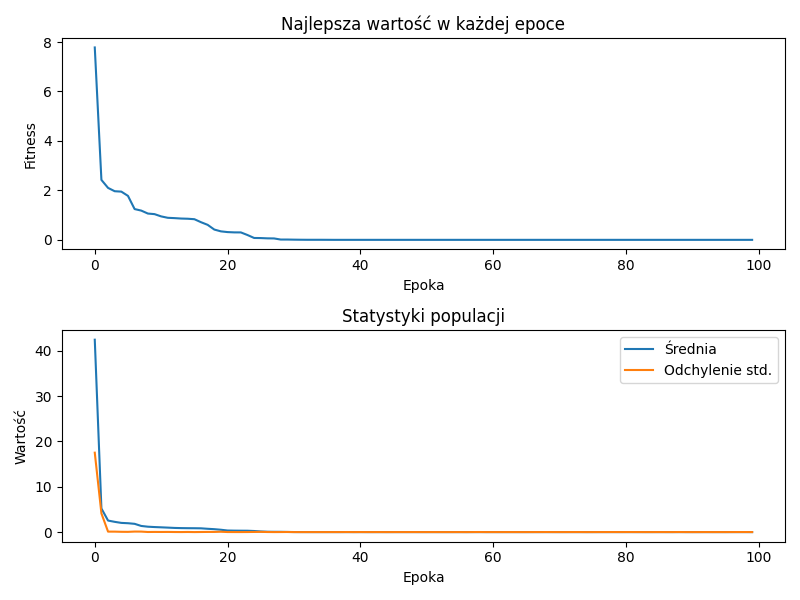 Najlepsza wartość w każdej epoce
8
6
4
2
0
Fitness
0 20 40 60 80 100
Epoka
Statystyki populacji
40
30
20
10
0
Wartość
Średnia
Odchylenie std.
0 20 40 60 80 100
Epoka